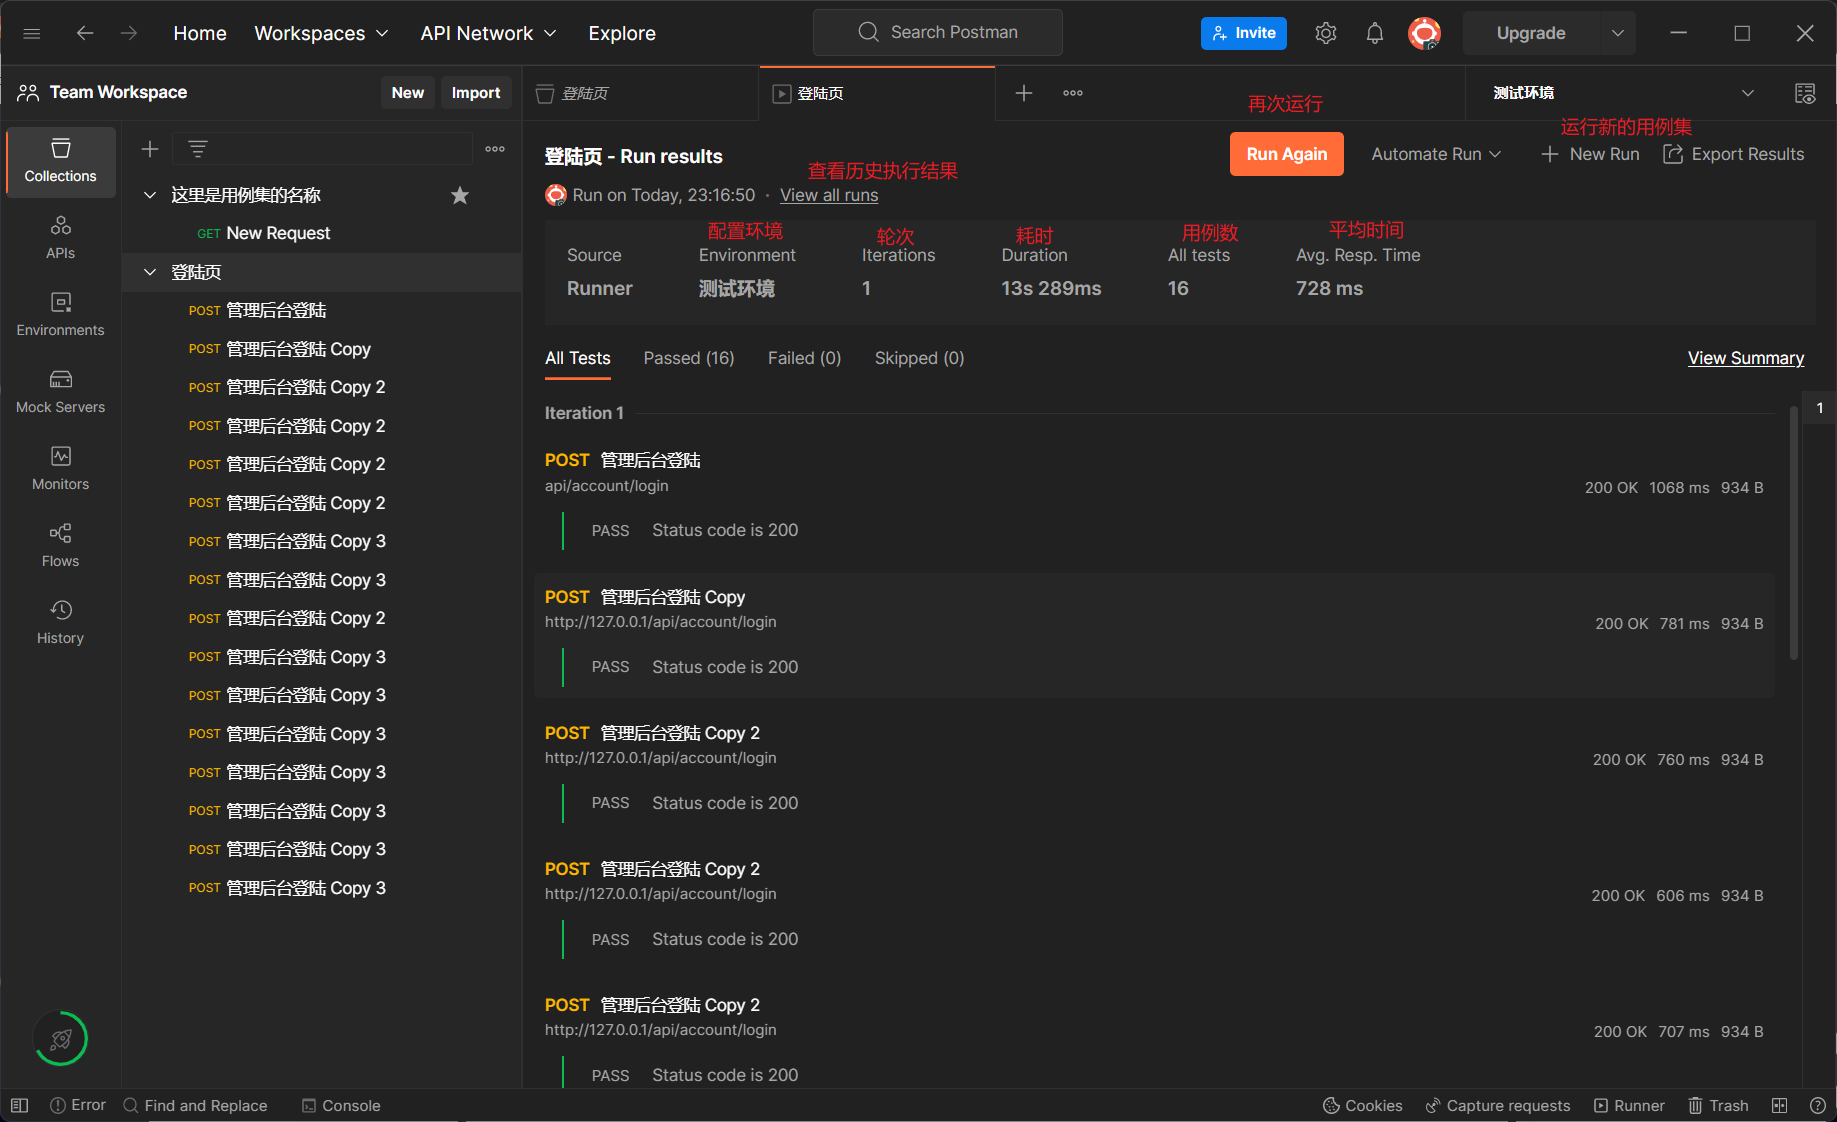 Home Workspaces API Network Explore Search Postman Invite Upgrade
Team Workspace New Import 登陆页 登陆页 测试环境
再次运行
运行新的用例集
登陆页 - Run results Run Again Automate Run New Run Export Results
查看历史执行结果
Run on Today, 23:16:50 · View all runs
配置环境 轮次 耗时 用例数 平均时间
Source Environment Iterations Duration All tests Avg. Resp. Time
Runner 测试环境 1 13s 289ms 16 728 ms
All Tests Passed (16) Failed (0) Skipped (0) View Summary
Iteration 1
1
POST 管理后台登陆
api/account/login
200 OK 1068 ms 934 B
PASS Status code is 200
POST 管理后台登陆 Copy
http://127.0.0.1/api/account/login
200 OK 781 ms 934 B
PASS Status code is 200
POST 管理后台登陆 Copy 2
http://127.0.0.1/api/account/login
200 OK 760 ms 934 B
PASS Status code is 200
POST 管理后台登陆 Copy 2
http://127.0.0.1/api/account/login
200 OK 606 ms 934 B
PASS Status code is 200
POST 管理后台登陆 Copy 2
http://127.0.0.1/api/account/login
200 OK 707 ms 934 B
PASS Status code is 200
Collections
APIs
Environments
Mock Servers
Monitors
Flows
History
这里是用例集的名称
GET New Request
登陆页
POST 管理后台登陆
POST 管理后台登陆 Copy
POST 管理后台登陆 Copy 2
POST 管理后台登陆 Copy 2
POST 管理后台登陆 Copy 2
POST 管理后台登陆 Copy 2
POST 管理后台登陆 Copy 3
POST 管理后台登陆 Copy 3
POST 管理后台登陆 Copy 2
POST 管理后台登陆 Copy 3
POST 管理后台登陆 Copy 3
POST 管理后台登陆 Copy 3
POST 管理后台登陆 Copy 3
POST 管理后台登陆 Copy 3
POST 管理后台登陆 Copy 3
POST 管理后台登陆 Copy 3
Error Find and Replace Console Cookies Capture requests Runner Trash